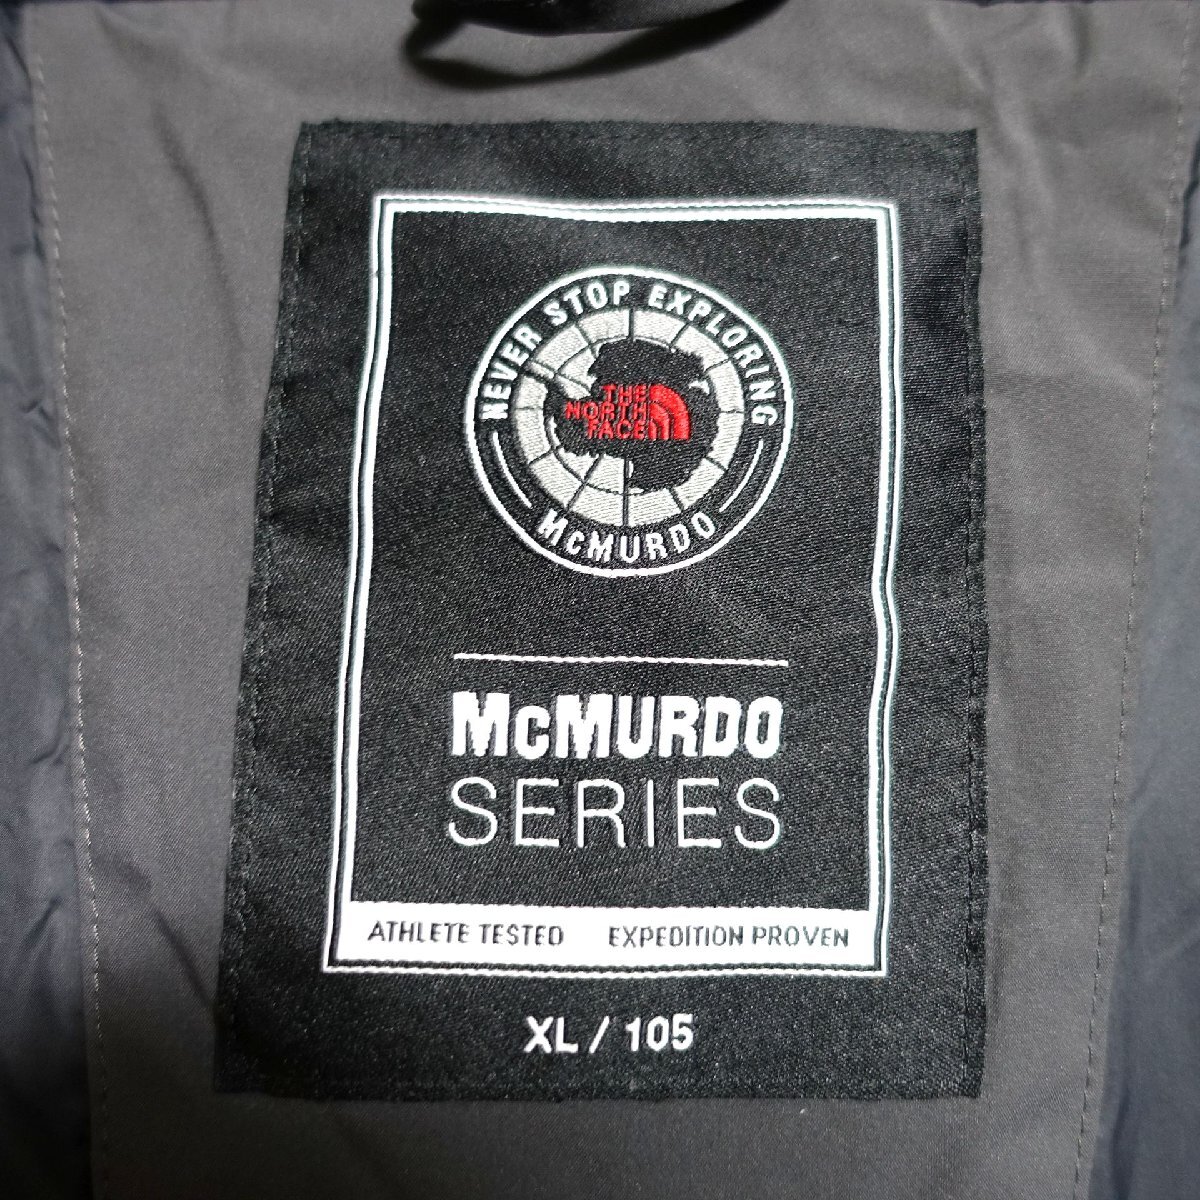 NEVER STOP EXPLORING
THE
NORTH
FACE
McMURDO
McMURDO
SERIES
ATHLETE TESTED EXPEDITION PROVEN
XL / 105